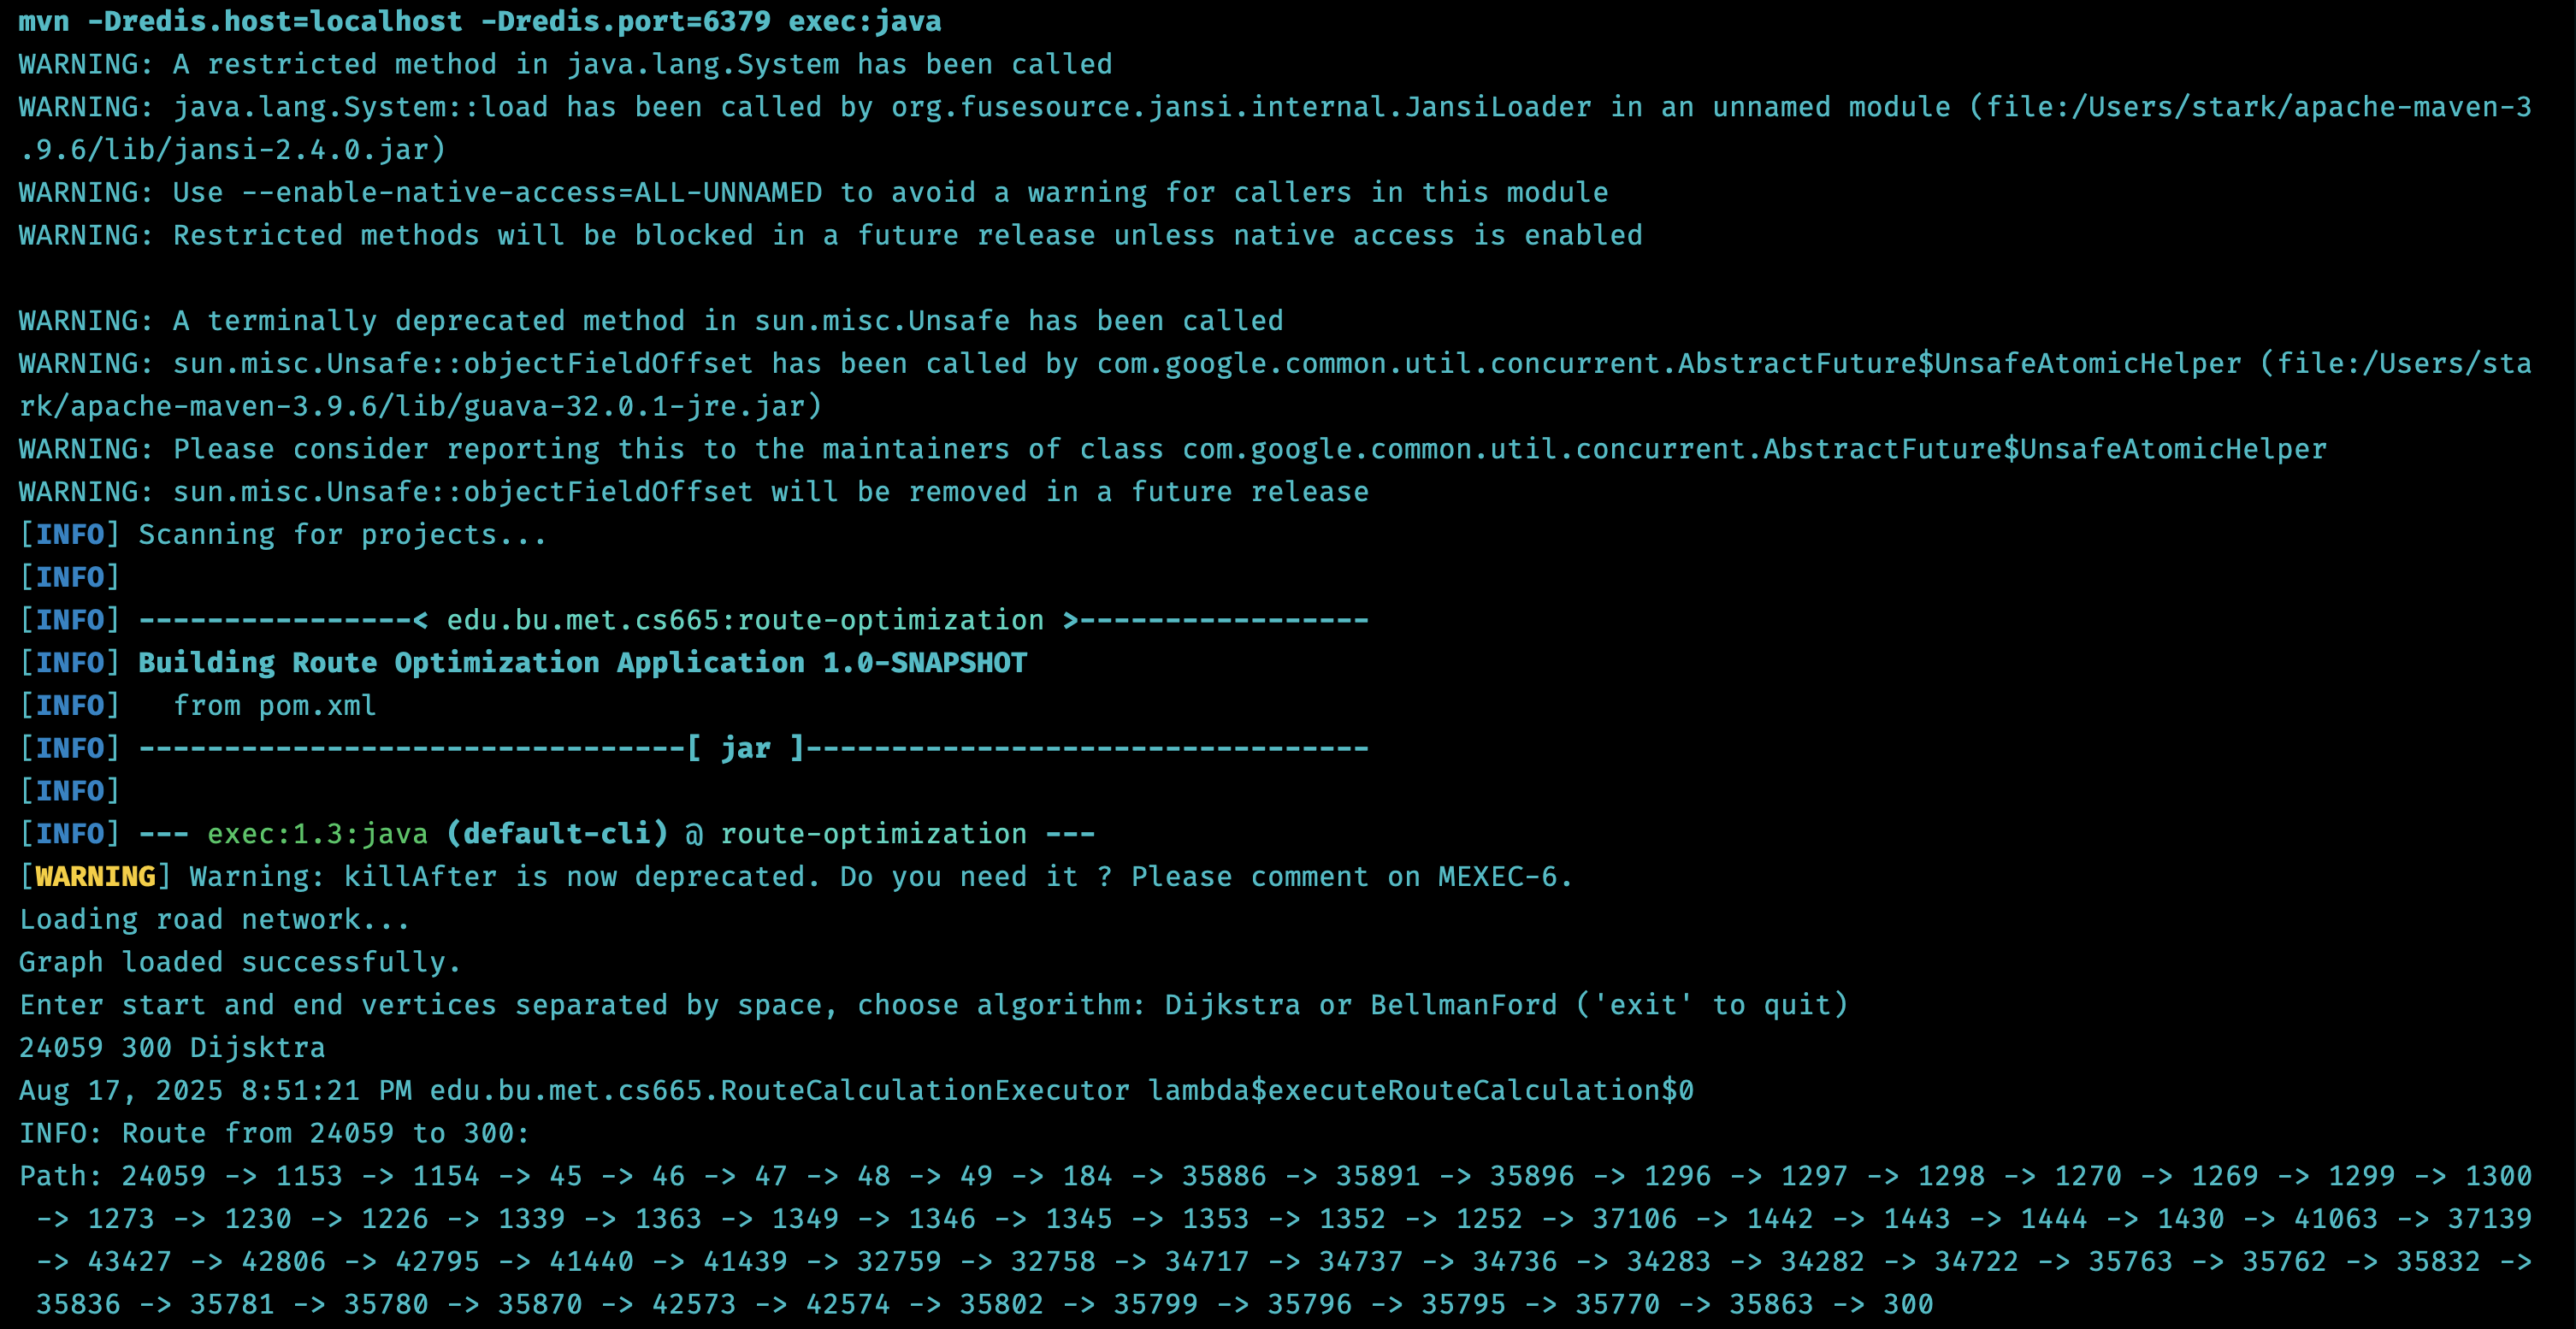 mvn -Dredis.host=localhost -Dredis.port=6379 exec:java
WARNING: A restricted method in java.lang.System has been called
WARNING: java.lang.System::load has been called by org.fusesource.jansi.internal.JansiLoader in an unnamed module (file:/Users/stark/apache-maven-3
.9.6/lib/jansi-2.4.0.jar)
WARNING: Use --enable-native-access=ALL-UNNAMED to avoid a warning for callers in this module
WARNING: Restricted methods will be blocked in a future release unless native access is enabled

WARNING: A terminally deprecated method in sun.misc.Unsafe has been called
WARNING: sun.misc.Unsafe::objectFieldOffset has been called by com.google.common.util.concurrent.AbstractFuture$UnsafeAtomicHelper (file:/Users/sta
rk/apache-maven-3.9.6/lib/guava-32.0.1-jre.jar)
WARNING: Please consider reporting this to the maintainers of class com.google.common.util.concurrent.AbstractFuture$UnsafeAtomicHelper
WARNING: sun.misc.Unsafe::objectFieldOffset will be removed in a future release
[INFO] Scanning for projects...
[INFO]
[INFO] ----------------< edu.bu.met.cs665:route-optimization >-----------------
[INFO] Building Route Optimization Application 1.0-SNAPSHOT
[INFO]   from pom.xml
[INFO] --------------------------------[ jar ]---------------------------------
[INFO]
[INFO] --- exec:1.3:java (default-cli) @ route-optimization ---
[WARNING] Warning: killAfter is now deprecated. Do you need it ? Please comment on MEXEC-6.
Loading road network...
Graph loaded successfully.
Enter start and end vertices separated by space, choose algorithm: Dijkstra or BellmanFord ('exit' to quit)
24059 300 Dijsktra
Aug 17, 2025 8:51:21 PM edu.bu.met.cs665.RouteCalculationExecutor lambda$executeRouteCalculation$0
INFO: Route from 24059 to 300:
Path: 24059 -> 1153 -> 1154 -> 45 -> 46 -> 47 -> 48 -> 49 -> 184 -> 35886 -> 35891 -> 35896 -> 1296 -> 1297 -> 1298 -> 1270 -> 1269 -> 1299 -> 1300
 -> 1273 -> 1230 -> 1226 -> 1339 -> 1363 -> 1349 -> 1346 -> 1345 -> 1353 -> 1352 -> 1252 -> 37106 -> 1442 -> 1443 -> 1444 -> 1430 -> 41063 -> 37139
 -> 43427 -> 42806 -> 42795 -> 41440 -> 41439 -> 32759 -> 32758 -> 34717 -> 34737 -> 34736 -> 34283 -> 34282 -> 34722 -> 35763 -> 35762 -> 35832 ->
 35836 -> 35781 -> 35780 -> 35870 -> 42573 -> 42574 -> 35802 -> 35799 -> 35796 -> 35795 -> 35770 -> 35863 -> 300